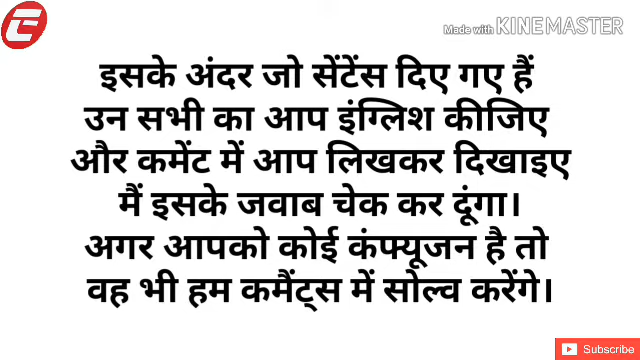 Made with KINEMASTER
इसके अंदर जो सेंटेंस दिए गए हैं
उन सभी का आप इंग्लिश कीजिए
और कमेंट में आप लिखकर दिखाइए
मैं इसके जवाब चेक कर दूंगा।
अगर आपको कोई कंफ्यूजन है तो
वह भी हम कमैंट्स में सोल्व करेंगे।
Subscribe